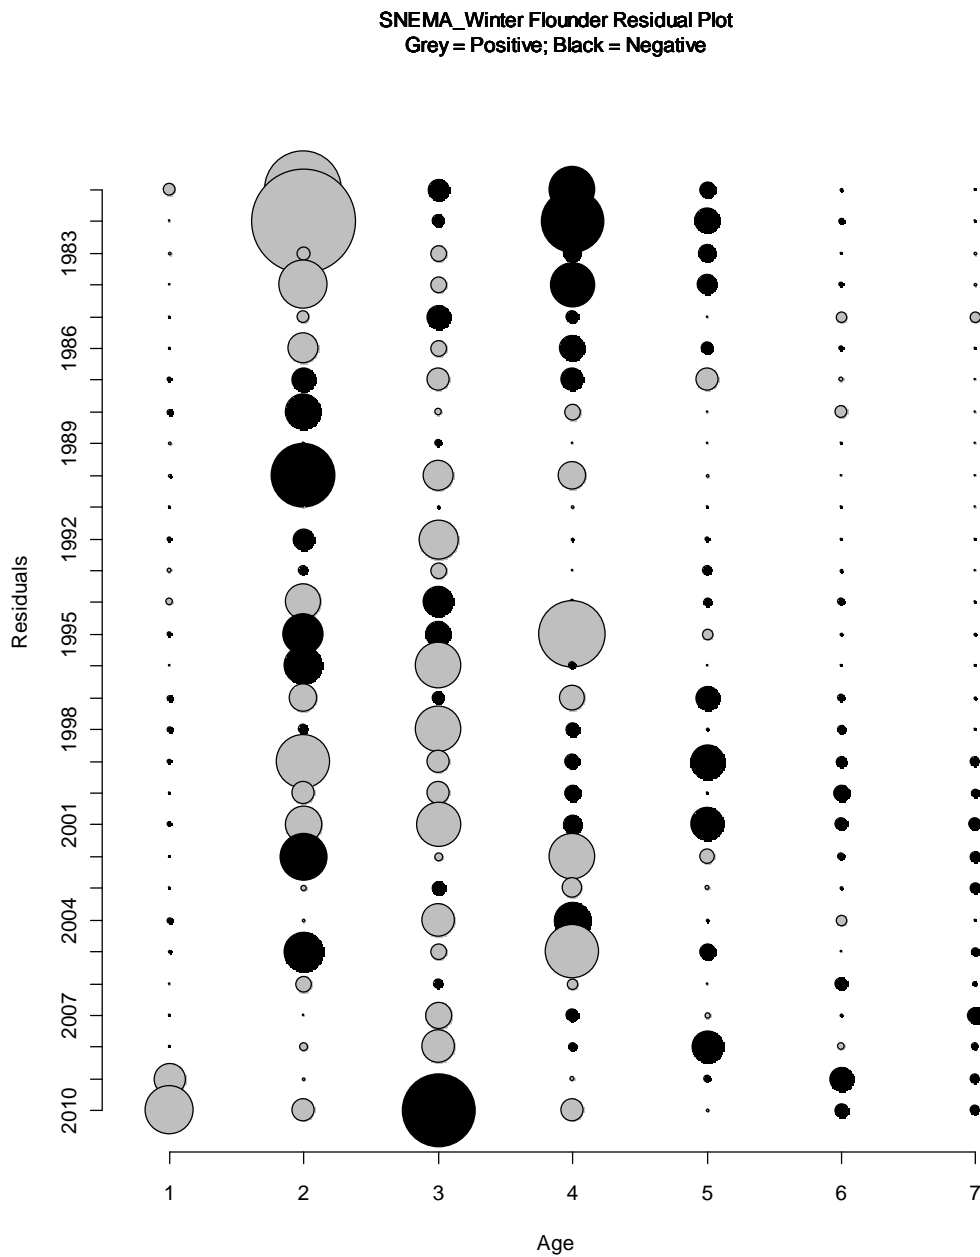 SNEMA_Winter Flounder Residual Plot
Grey = Positive; Black = Negative
Residuals
1983
1986
1989
1992
1995
1998
2001
2004
2007
2010
1 2 3 4 5 6 7
Age